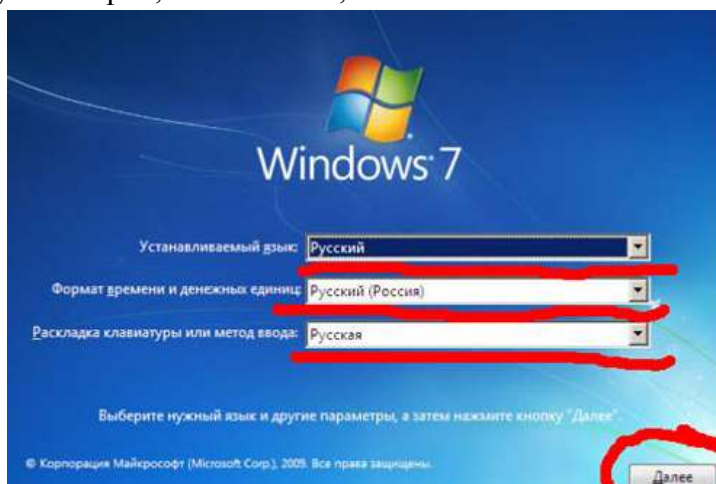 Windows 7
Устанавливаемый язык: Русский
Формат времени и денежных единиц: Русский (Россия)
Раскладка клавиатуры или метод ввода: Русская
Выберите нужный язык и другие параметры, а затем нажмите кнопку "Далее".
© Корпорация Майкрософт (Microsoft Corp.), 2009. Все права защищены.
Далее